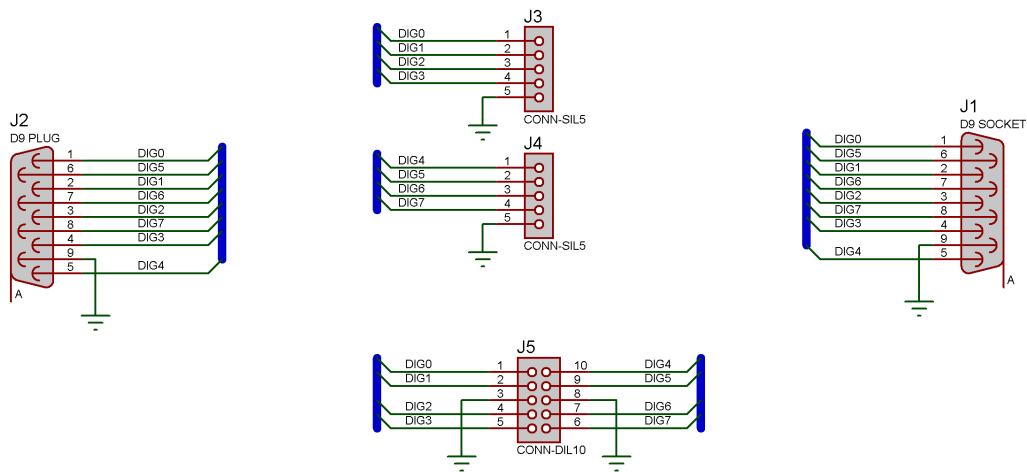 J3
DIG0 1
DIG1 2
DIG2 3
DIG3 4
5
CONN-SIL5
J2
D9 PLUG
1 DIG0
6 DIG5
2 DIG1
7 DIG6
3 DIG2
8 DIG7
4 DIG3
9
5 DIG4
A
J4
DIG4 1
DIG5 2
DIG6 3
DIG7 4
5
CONN-SIL5
J1
D9 SOCKET
DIG0 1
DIG5 6
DIG1 2
DIG6 7
DIG2 3
DIG7 8
DIG3 4
9
DIG4 5
A
J5
DIG0 1 10 DIG4
DIG1 2 9 DIG5
3 8
DIG2 4 7 DIG6
DIG3 5 6 DIG7
CONN-DIL10